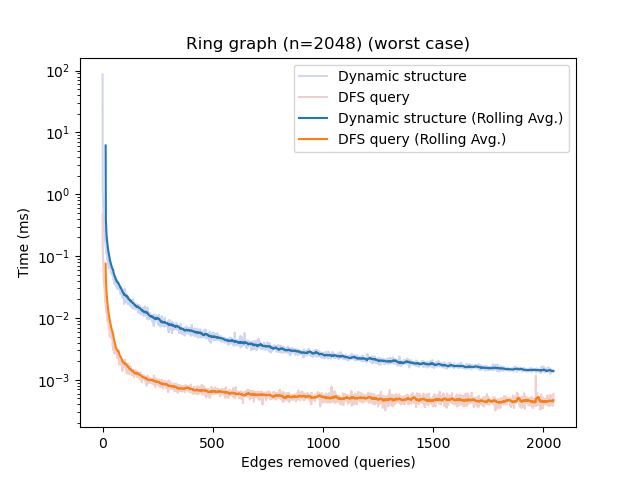 Ring graph (n=2048) (worst case)
Dynamic structure
DFS query
Dynamic structure (Rolling Avg.)
DFS query (Rolling Avg.)
10²
10¹
10⁰
10⁻¹
10⁻²
10⁻³
Time (ms)
0 500 1000 1500 2000
Edges removed (queries)